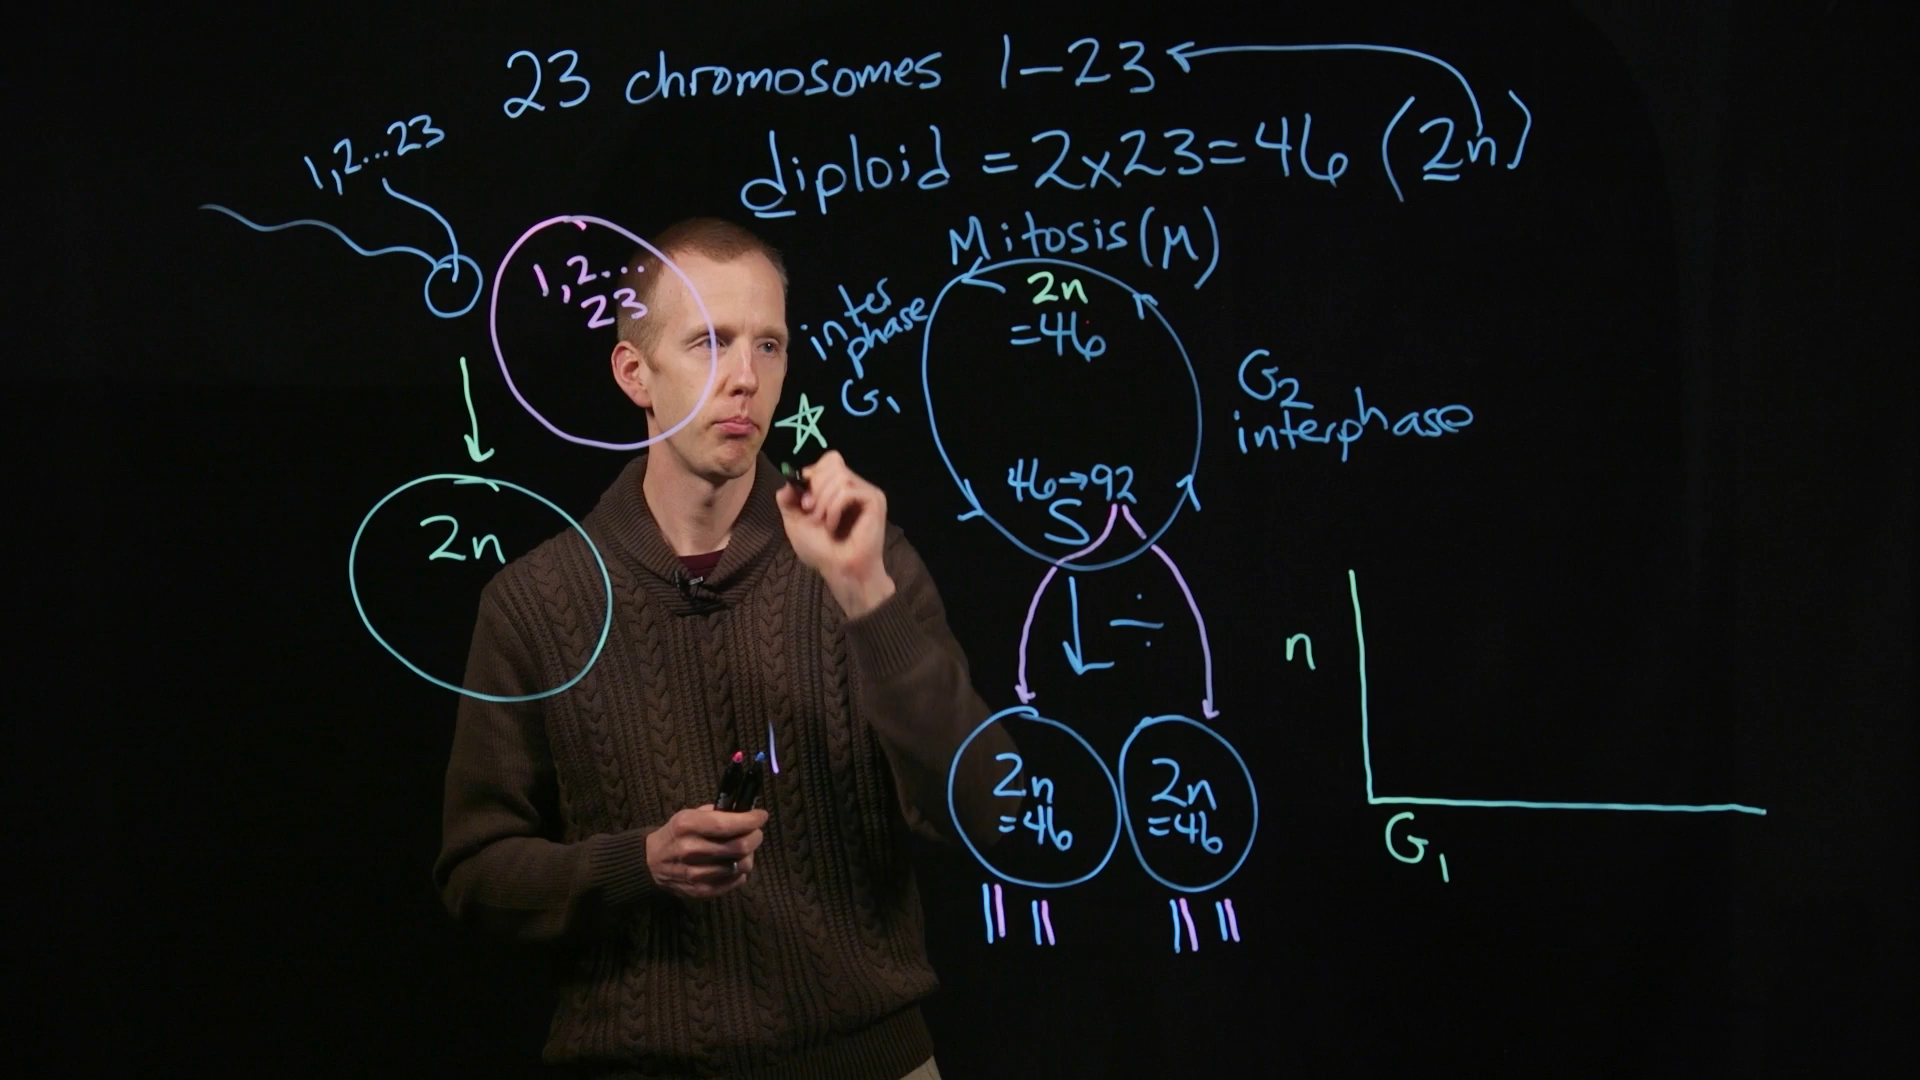 23 chromosomes 1–23
diploid = 2x23=46 (2n)
1,2...23
1,2...
23
2n
Mitosis(M)
2n
=46
inter
phase
G1
G2
interphase
46→92
S
÷
2n
=46
2n
=46
n
G1